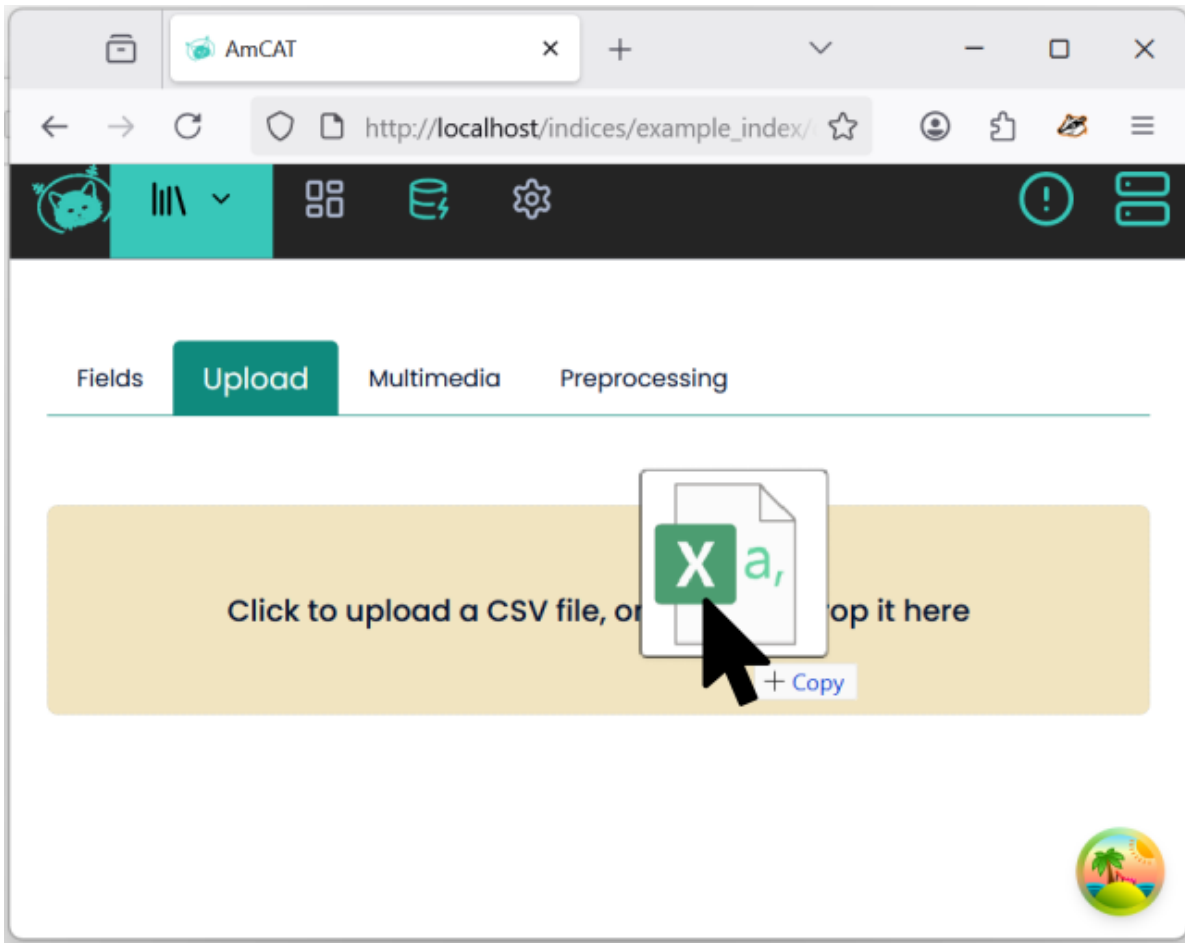 AmCAT
http://localhost/indices/example_index/
Fields Upload Multimedia Preprocessing
X a,
Click to upload a CSV file, or rop it here
+ Copy